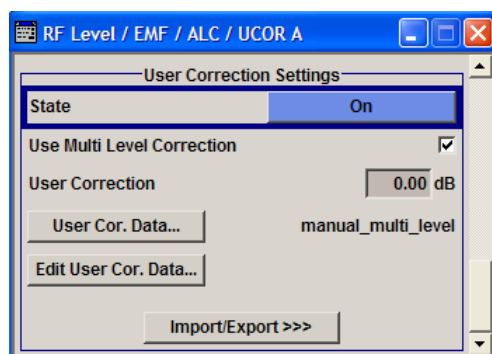 RF Level / EMF / ALC / UCOR A
User Correction Settings
State On
Use Multi Level Correction
User Correction 0.00 dB
User Cor. Data... manual_multi_level
Edit User Cor. Data...
Import/Export >>>